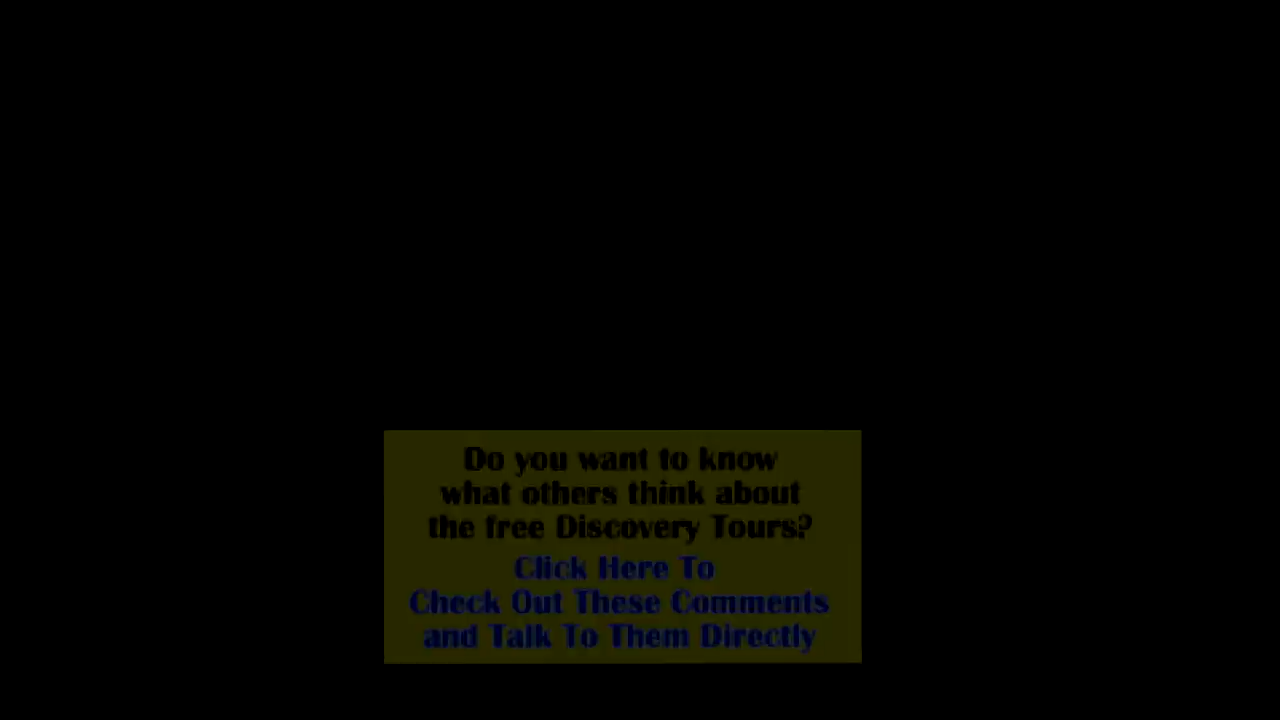 Do you want to know
what others think about
the free Discovery Tours?
Click Here To
Check Out These Comments
and Talk To Them Directly